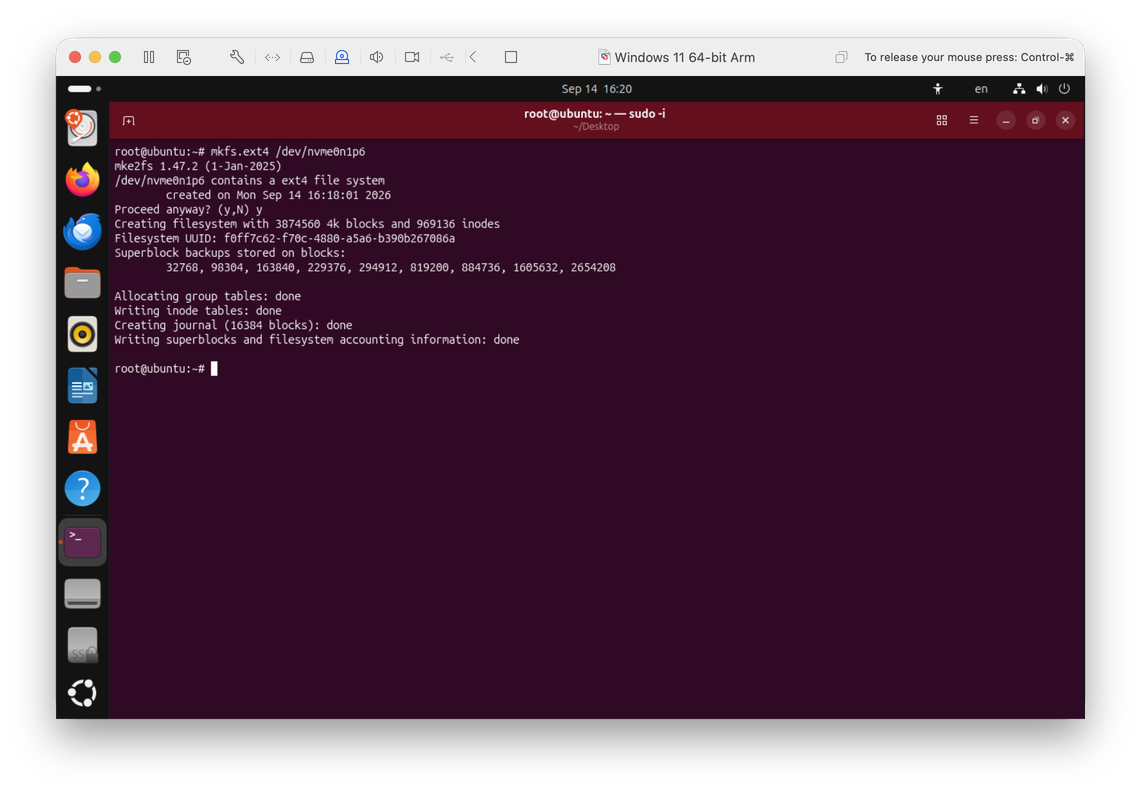 Windows 11 64-bit Arm
To release your mouse press: Control-⌘
Sep 14 16:20
en
root@ubuntu: ~ — sudo -i
~/Desktop
root@ubuntu:~# mkfs.ext4 /dev/nvme0n1p6
mke2fs 1.47.2 (1-Jan-2025)
/dev/nvme0n1p6 contains a ext4 file system
        created on Mon Sep 14 16:18:01 2026
Proceed anyway? (y,N) y
Creating filesystem with 3874560 4k blocks and 969136 inodes
Filesystem UUID: f0ff7c62-f70c-4880-a5a6-b390b267086a
Superblock backups stored on blocks:
        32768, 98304, 163840, 229376, 294912, 819200, 884736, 1605632, 2654208
Allocating group tables: done
Writing inode tables: done
Creating journal (16384 blocks): done
Writing superblocks and filesystem accounting information: done
root@ubuntu:~#